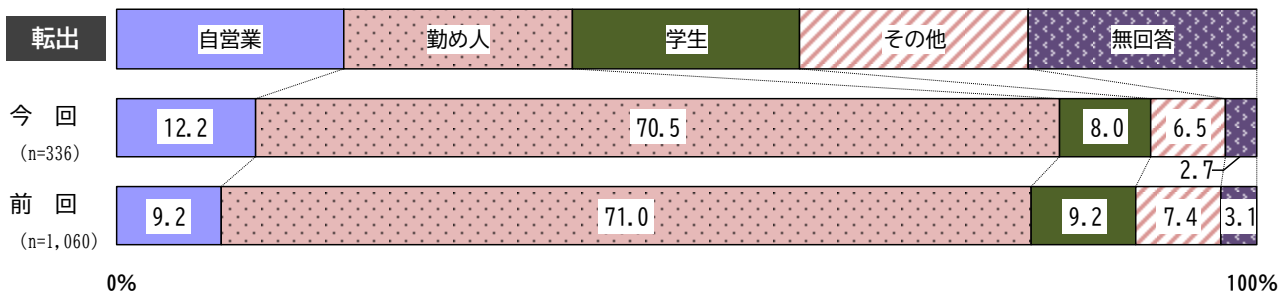 転出 自営業 勤め人 学生 その他 無回答
今 回 12.2 70.5 8.0 6.5
(n=336)
2.7
前 回 9.2 71.0 9.2 7.4 3.1
(n=1,060)
0% 100%